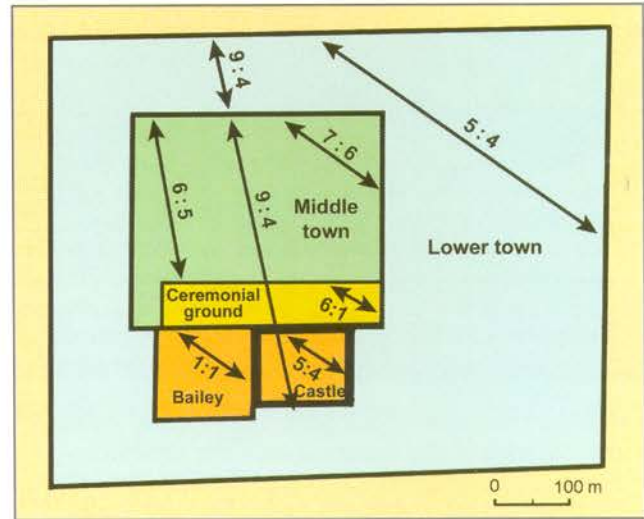 9:4
5:4
7:6
6:5
9:4
Middle
town
Lower town
Ceremonial
ground
6:1
1:1
5:4
Bailey
Castle
0 100 m